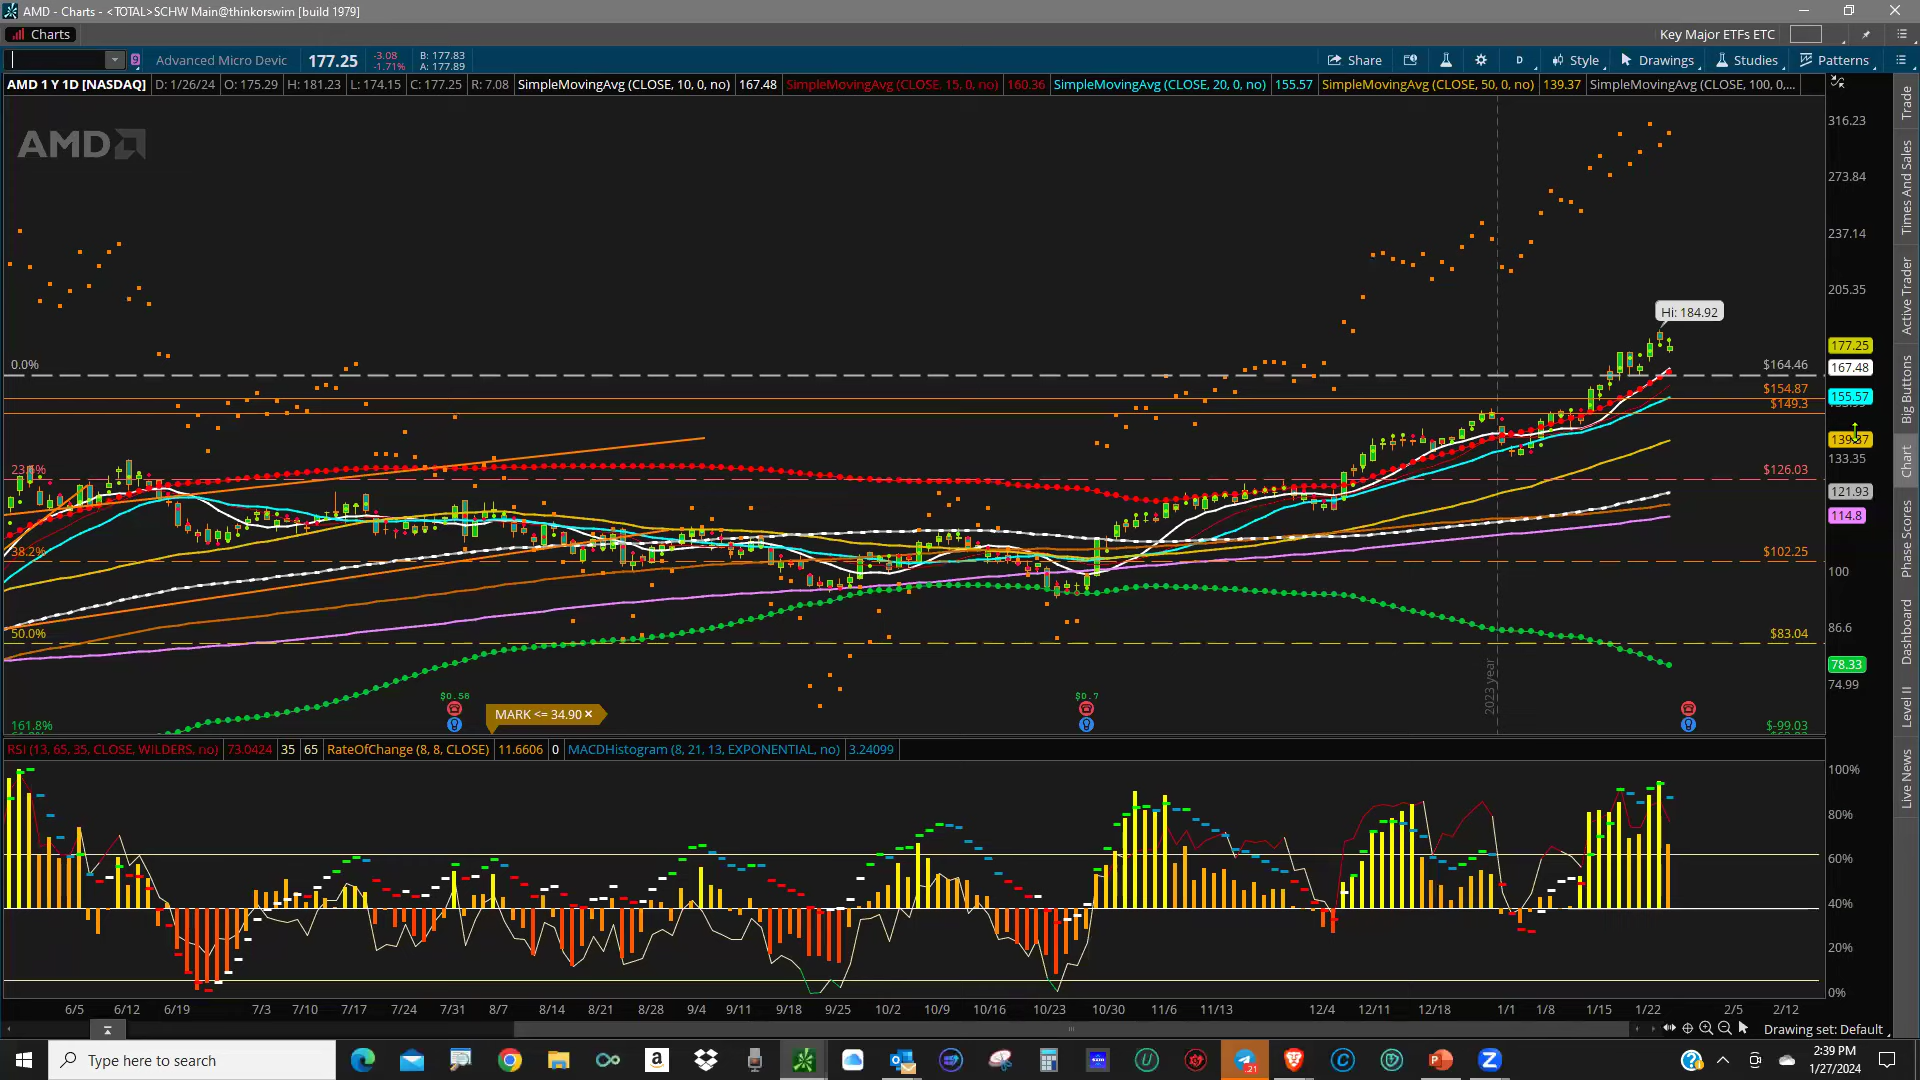 AMD - Charts - <TOTAL>SCHW Main@thinkorswim [build 1979]
Charts
Key Major ETFs ETC
9 Advanced Micro Devic 177.25 -3.08 -1.71% B: 177.83 A: 177.89
Share D Style Drawings Studies Patterns
AMD 1 Y 1D [NASDAQ] D: 1/26/24 O: 175.29 H: 181.23 L: 174.15 C: 177.25 R: 7.08 SimpleMovingAvg (CLOSE, 10, 0, no) 167.48 SimpleMovingAvg (CLOSE, 15, 0, no) 160.36 SimpleMovingAvg (CLOSE, 20, 0, no) 155.57 SimpleMovingAvg (CLOSE, 50, 0, no) 139.37 SimpleMovingAvg (CLOSE, 100, 0,...
AMD
316.23
273.84
237.14
205.35
Hi: 184.92
177.25
0.0% $164.46 167.48
$154.87 155.57
$149.3
139.37
133.35
23.6% $126.03
121.93
114.8
38.2% $102.25
100
86.6
50.0% $83.04
78.33
74.99
2023 year
$0.58 $0.7
MARK <= 34.90 ×
161.8% $-99.03
RSI (13, 65, 35, CLOSE, WILDERS, no) 73.0424 35 65 RateOfChange (8, 8, CLOSE) 11.6606 0 MACDHistogram (8, 21, 13, EXPONENTIAL, no) 3.24099
100%
80%
60%
40%
20%
0%
6/5 6/12 6/19 7/3 7/10 7/17 7/24 7/31 8/7 8/14 8/21 8/28 9/4 9/11 9/18 9/25 10/2 10/9 10/16 10/23 10/30 11/6 11/13 12/4 12/11 12/18 1/1 1/8 1/15 1/22 2/5 2/12
Drawing set: Default
Trade
Times And Sales
Active Trader
Big Buttons
Chart
Phase Scores
Dashboard
Level II
Live News
Type here to search
21
2:39 PM
1/27/2024